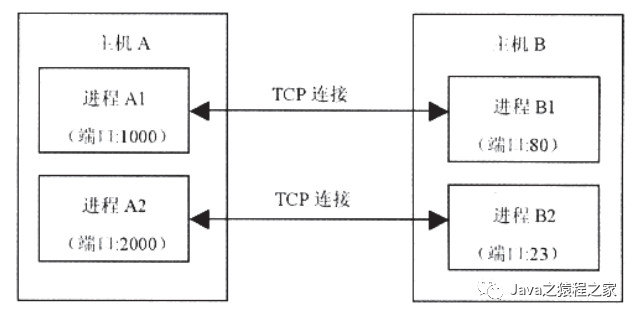 主机 A
进程 A1
（端口:1000）
TCP 连接
进程 A2
（端口:2000）
TCP 连接
主机 B
进程 B1
（端口:80）
进程 B2
（端口:23）
Java之猿程之家